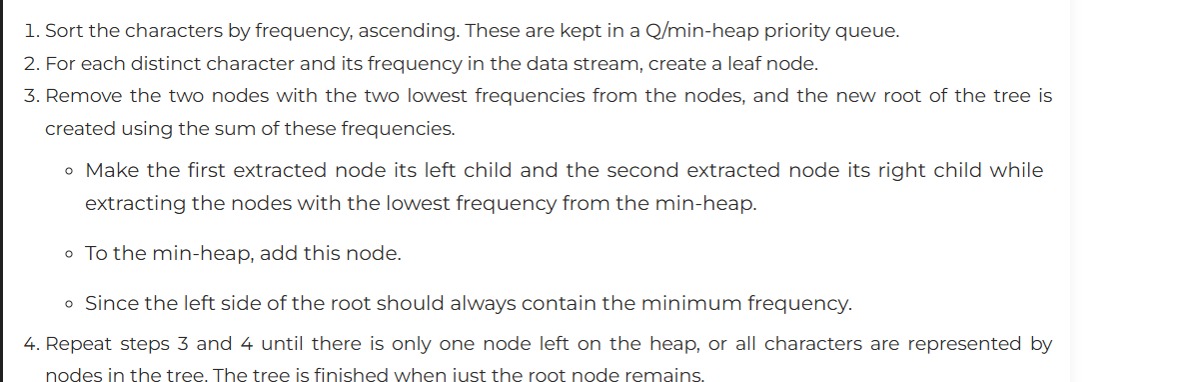 1. Sort the characters by frequency, ascending. These are kept in a Q/min-heap priority queue.
2. For each distinct character and its frequency in the data stream, create a leaf node.
3. Remove the two nodes with the two lowest frequencies from the nodes, and the new root of the tree is
created using the sum of these frequencies.
∘ Make the first extracted node its left child and the second extracted node its right child while
extracting the nodes with the lowest frequency from the min-heap.
∘ To the min-heap, add this node.
∘ Since the left side of the root should always contain the minimum frequency.
4. Repeat steps 3 and 4 until there is only one node left on the heap, or all characters are represented by
nodes in the tree. The tree is finished when just the root node remains.